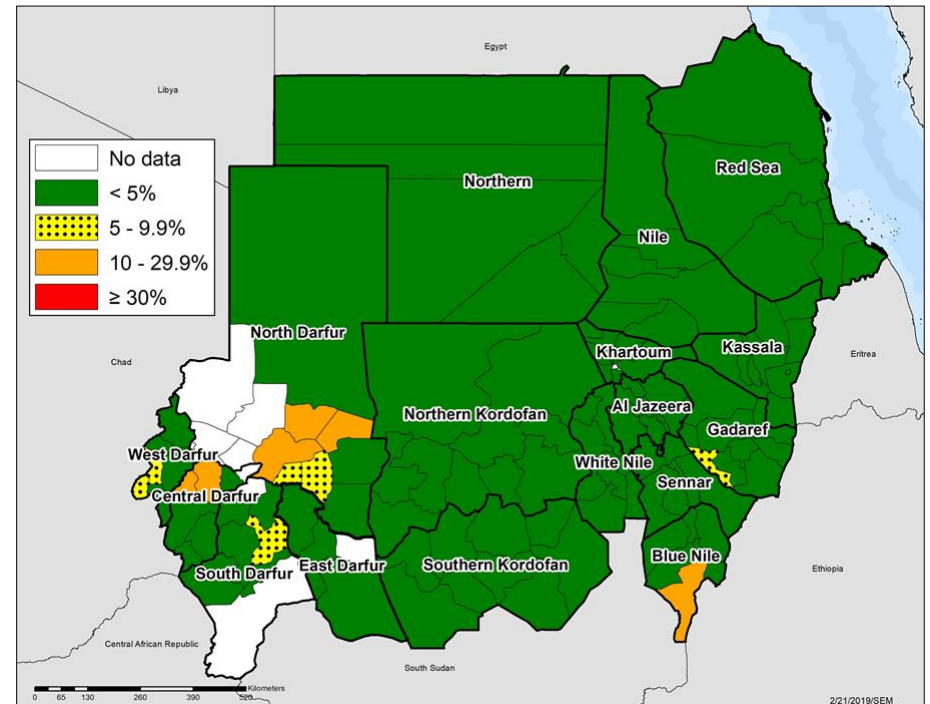 Egypt
Libya
No data
< 5%
5 - 9.9%
10 - 29.9%
≥ 30%
Red Sea
Northern
Nile
North Darfur
Chad
Khartoum
Kassala
Eritrea
Northern Kordofan
Al Jazeera
Gadaref
West Darfur
White Nile
Sennar
Central Darfur
Blue Nile
South Darfur
East Darfur
Southern Kordofan
Ethiopia
Central African Republic
South Sudan
Kilometers
0 65 130 260 390 520
2/21/2019/SEM